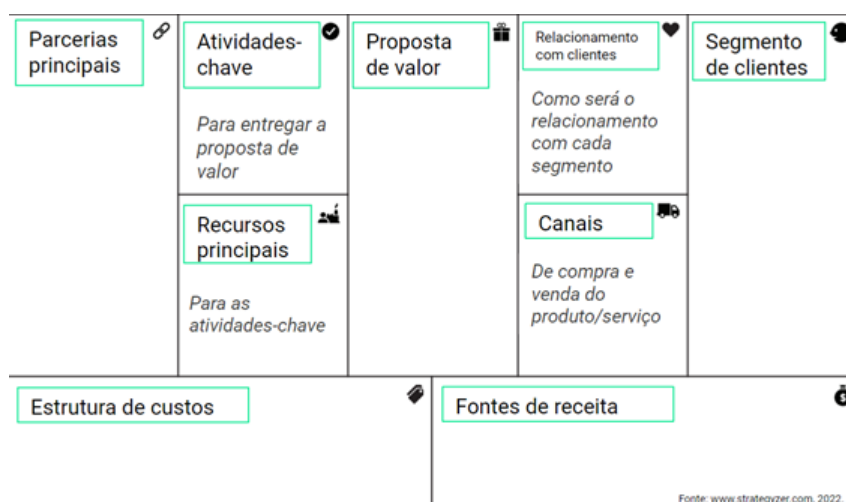 Parcerias
principais
Atividades-
chave
Para entregar a
proposta de
valor
Recursos
principais
Para as
atividades-chave
Proposta
de valor
Relacionamento
com clientes
Como será o
relacionamento
com cada
segmento
Canais
De compra e
venda do
produto/serviço
Segmento
de clientes
Estrutura de custos
Fontes de receita
Fonte: www.strategyzer.com, 2022.